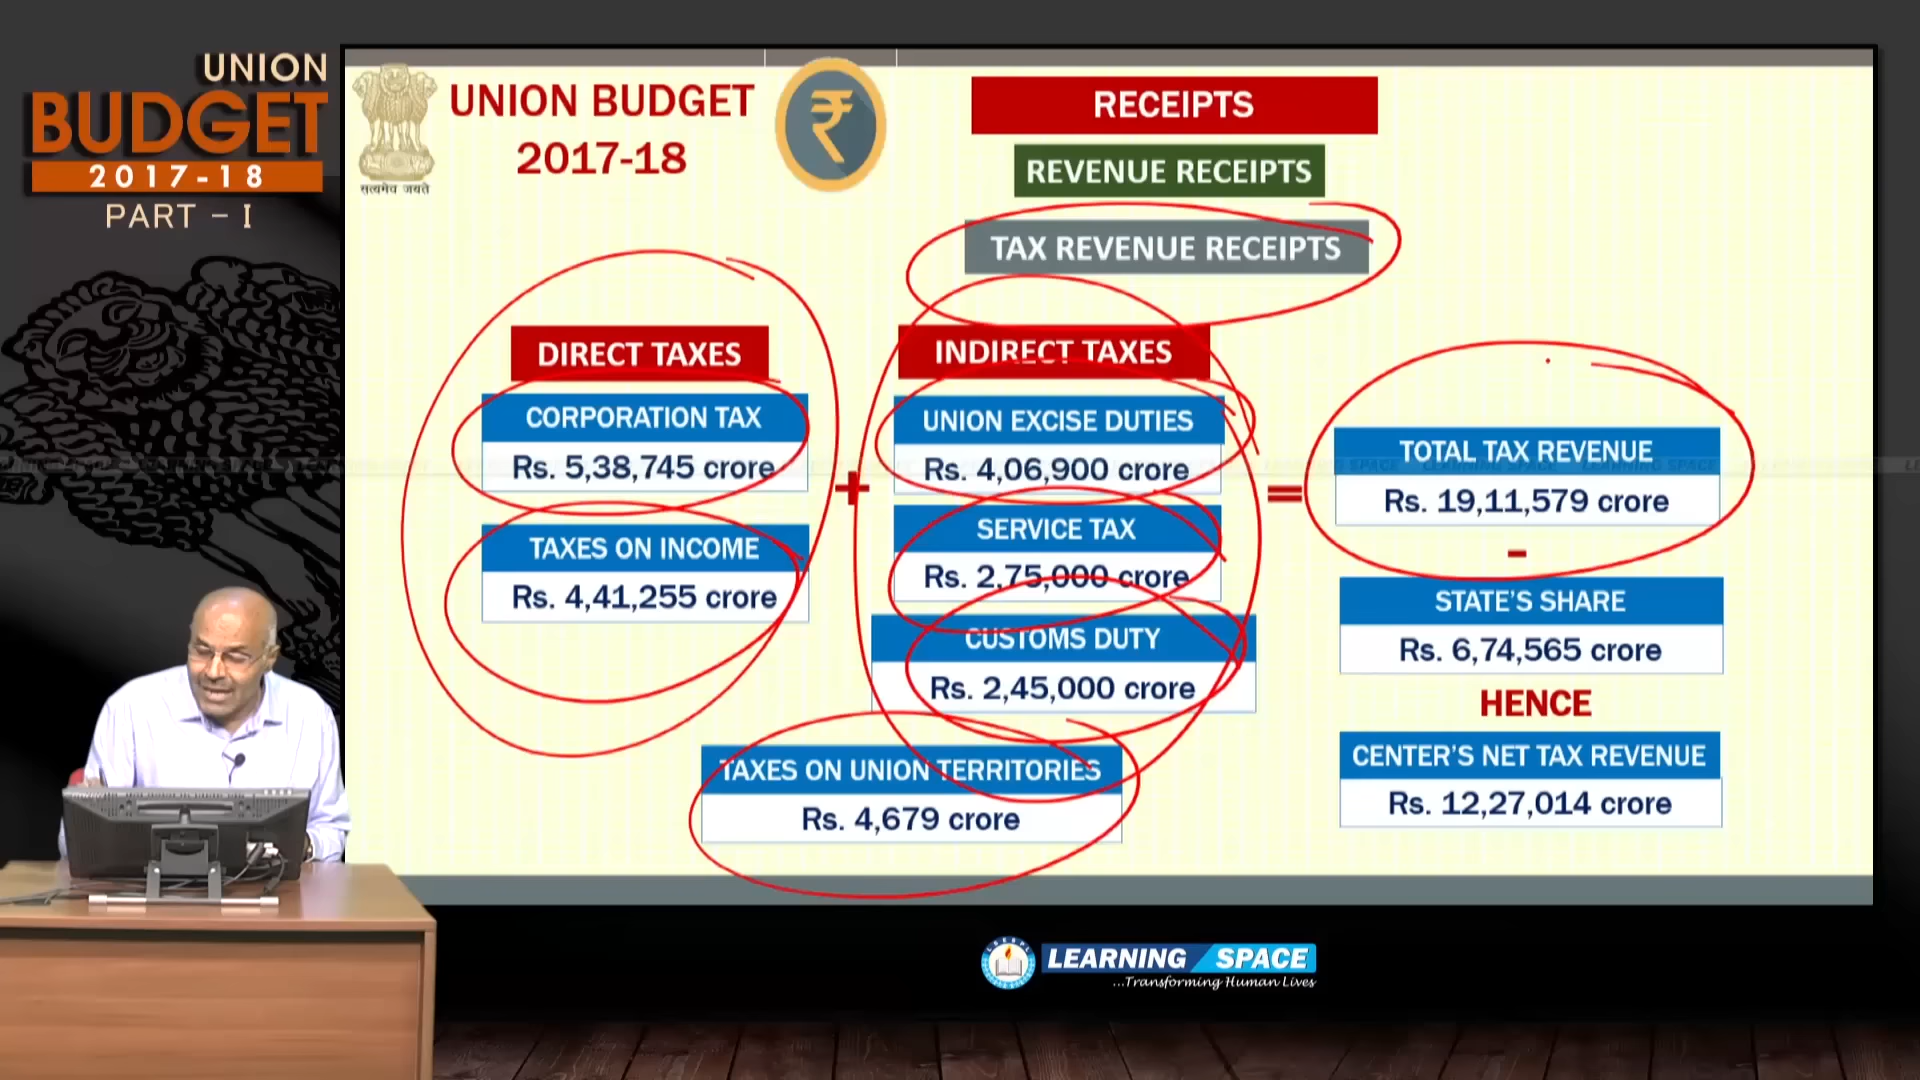 UNION
BUDGET
2017-18
PART – I
सत्यमेव जयते
UNION BUDGET
2017-18
₹
RECEIPTS
REVENUE RECEIPTS
TAX REVENUE RECEIPTS
DIRECT TAXES
CORPORATION TAX
Rs. 5,38,745 crore
TAXES ON INCOME
Rs. 4,41,255 crore
+
INDIRECT TAXES
UNION EXCISE DUTIES
Rs. 4,06,900 crore
SERVICE TAX
Rs. 2,75,000 crore
CUSTOMS DUTY
Rs. 2,45,000 crore
TAXES ON UNION TERRITORIES
Rs. 4,679 crore
=
TOTAL TAX REVENUE
Rs. 19,11,579 crore
-
STATE'S SHARE
Rs. 6,74,565 crore
HENCE
CENTER'S NET TAX REVENUE
Rs. 12,27,014 crore
LEARNING SPACE
...Transforming Human Lives